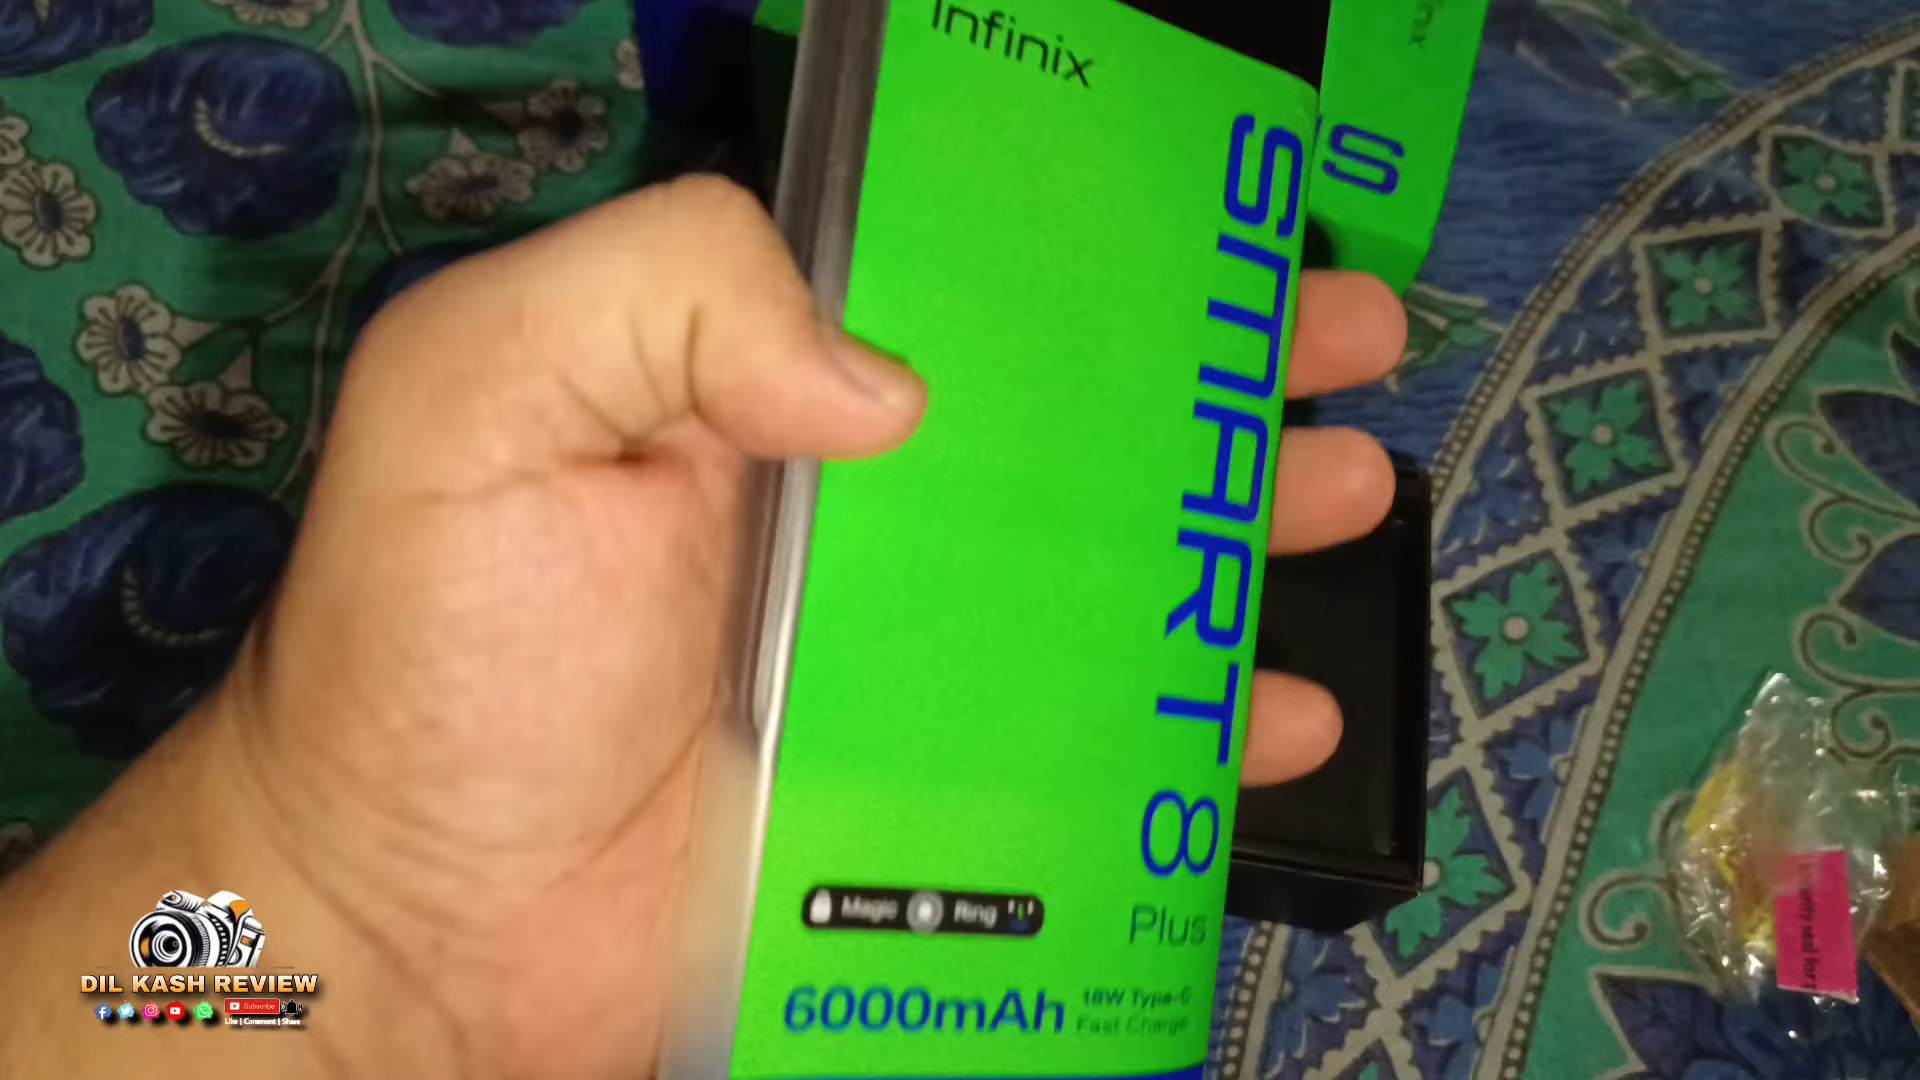 Infinix
SMART 8
Plus
Magic Ring
6000mAh
18W Type-C
Fast Charge
S
DIL KASH REVIEW
Subscribe
Like | Comment | Share